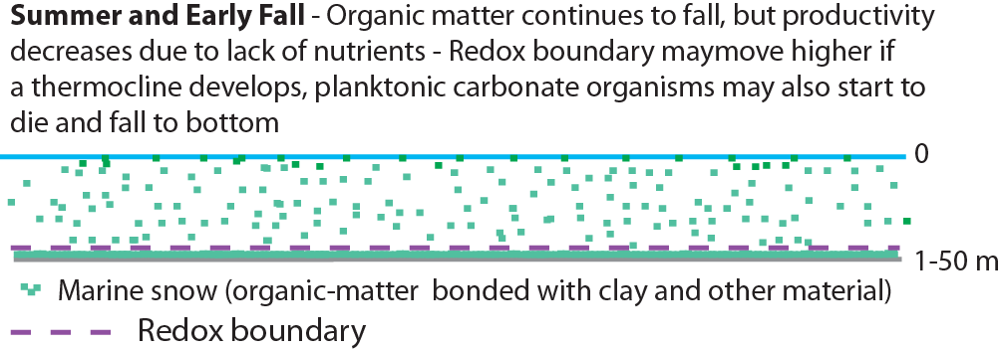 Summer and Early Fall - Organic matter continues to fall, but productivity
decreases due to lack of nutrients - Redox boundary maymove higher if
a thermocline develops, planktonic carbonate organisms may also start to
die and fall to bottom
0
1-50 m
Marine snow (organic-matter  bonded with clay and other material)
Redox boundary